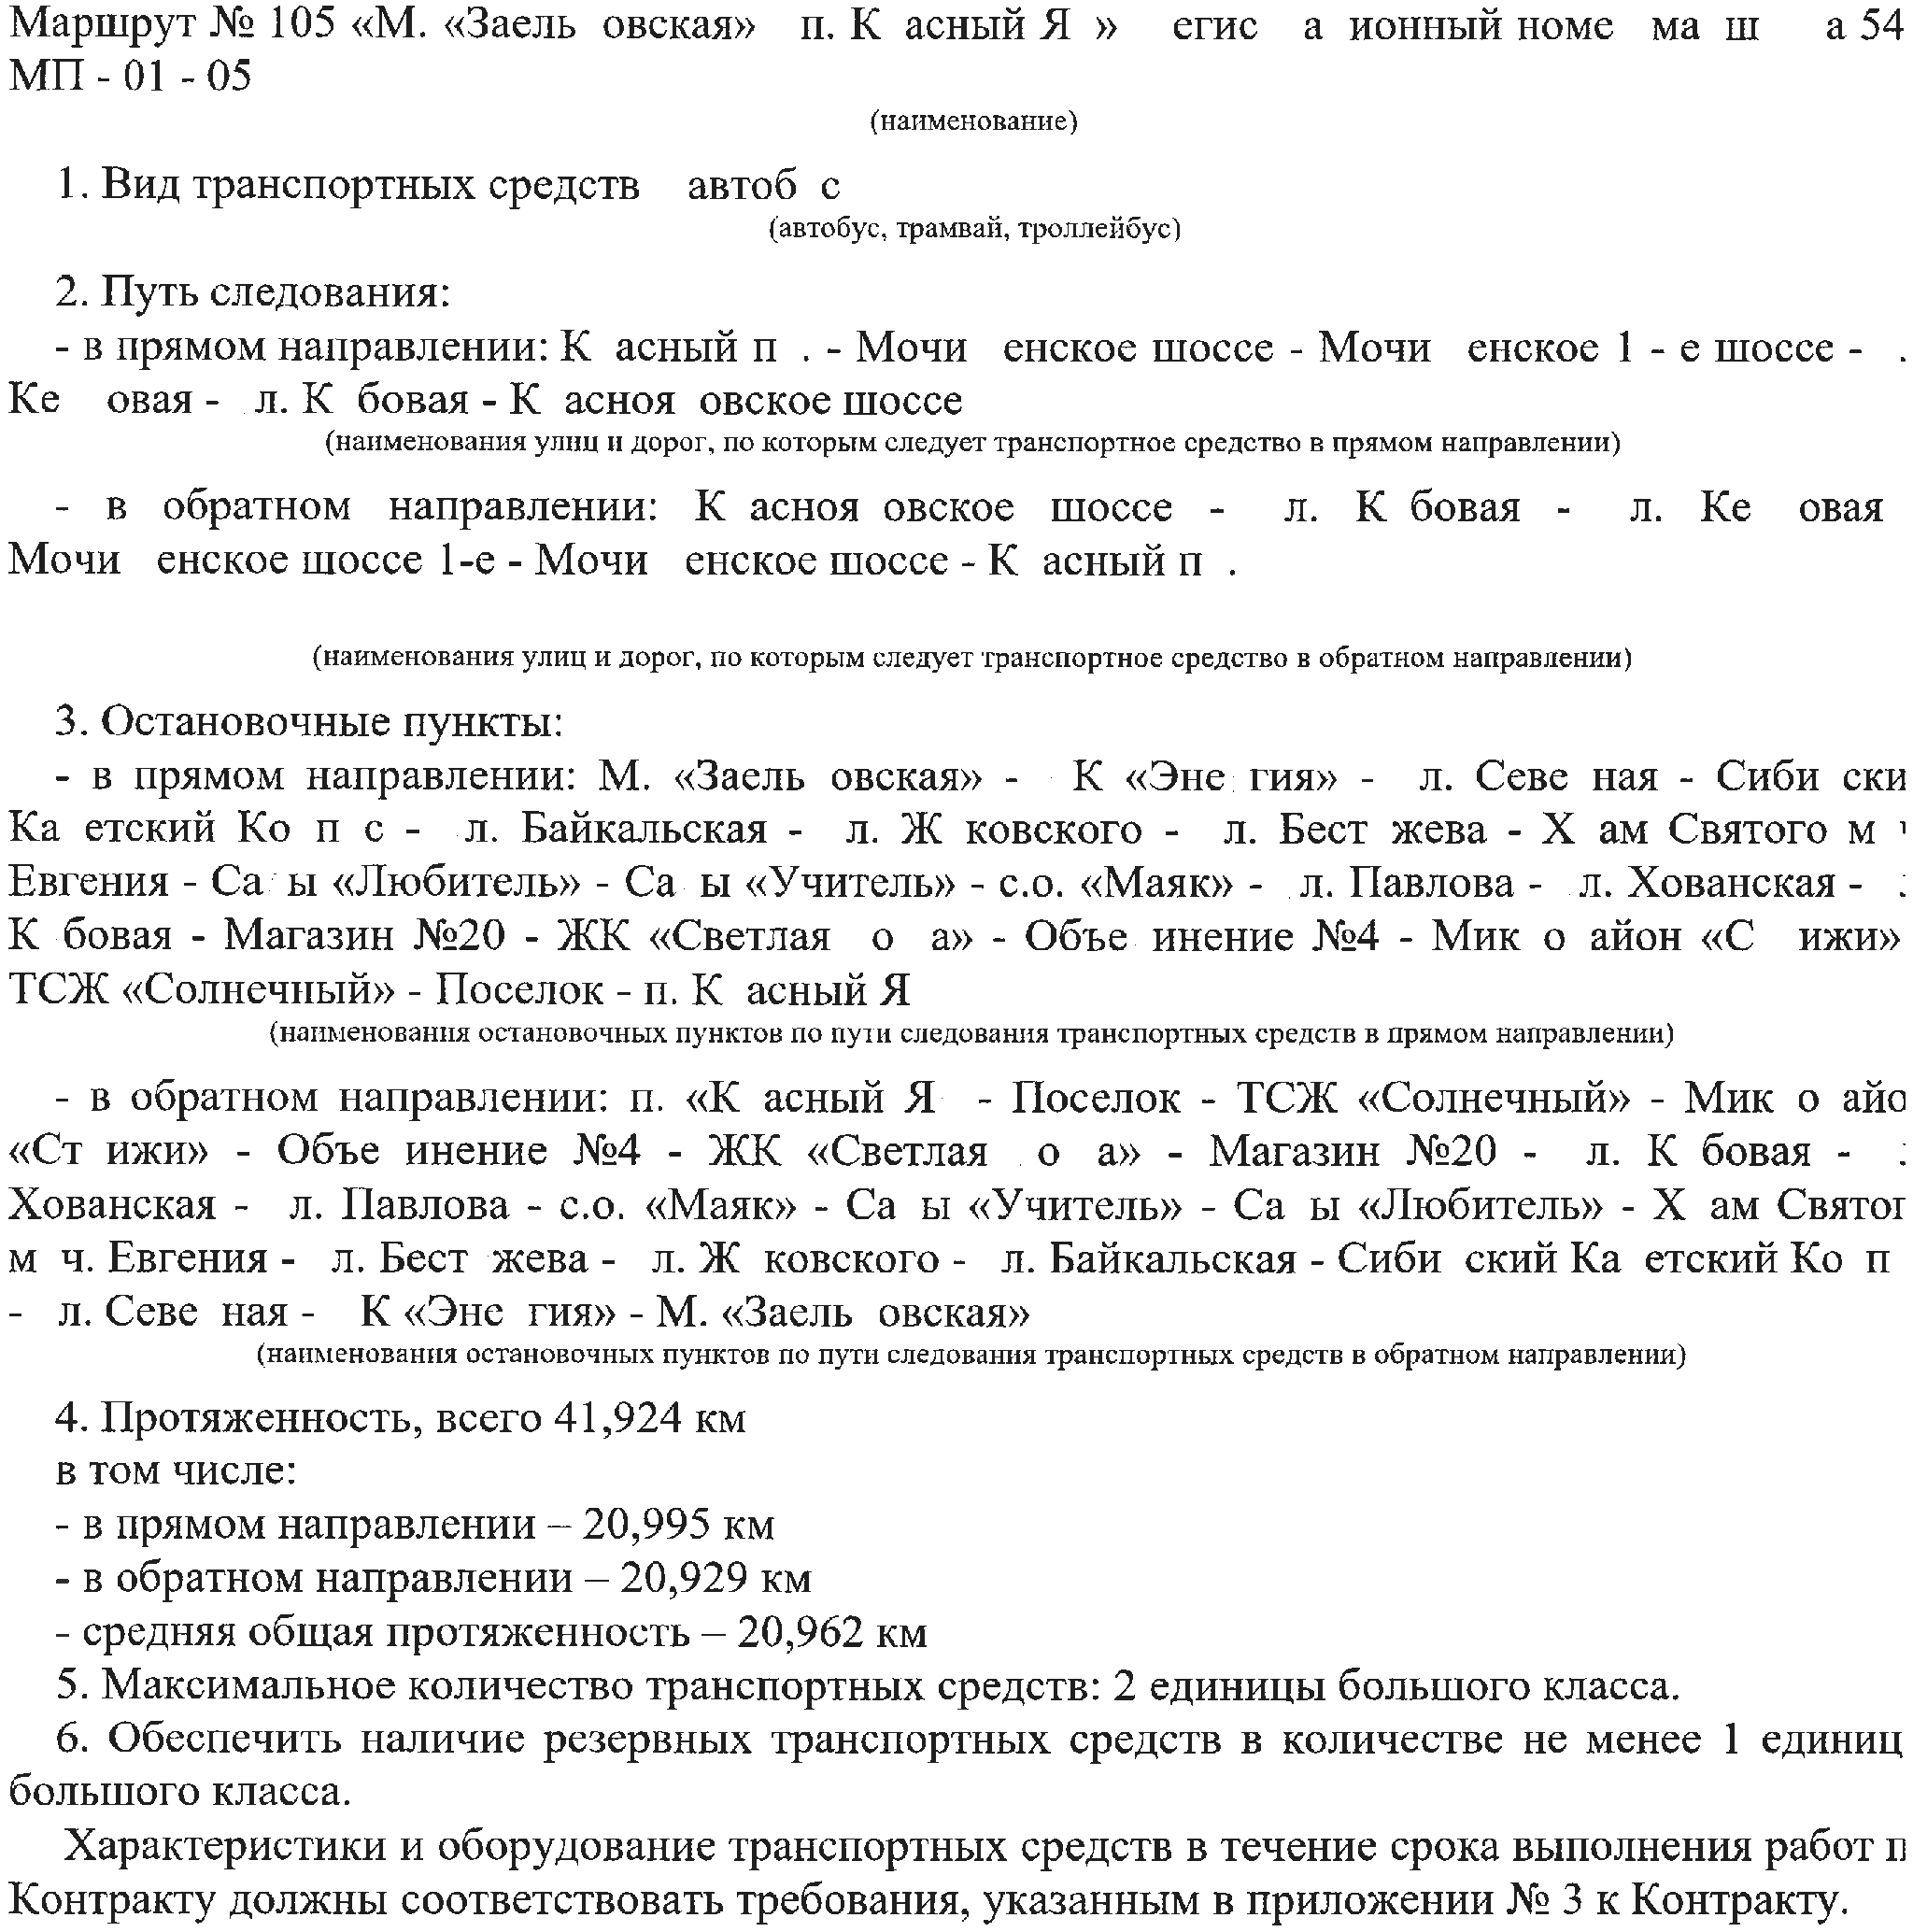 Маршрут № 105 «М. «Заель овская» п. К асный Я » егис а ионный номе ма ш а 54
МП - 01 - 05
(наименование)
1. Вид транспортных средств автоб с
(автобус, трамвай, троллейбус)
2. Путь следования:
- в прямом направлении: К асный п . - Мочи енское шоссе - Мочи енское 1 - е шоссе - .
Ке овая - л. К бовая - К асноя овское шоссе
(наименования улиц и дорог, по которым следует транспортное средство в прямом направлении)
- в обратном направлении: К асноя овское шоссе - л. К бовая - л. Ке овая
Мочи енское шоссе 1-е - Мочи енское шоссе - К асный п .
(наименования улиц и дорог, по которым следует транспортное средство в обратном направлении)
3. Остановочные пункты:
- в прямом направлении: М. «Заель овская» - К «Эне гия» - л. Севе ная - Сиби ски
Ка етский Ко п с - л. Байкальская - л. Ж ковского - л. Бест жева - Х ам Святого м ч
Евгения - Са ы «Любитель» - Са ы «Учитель» - с.о. «Маяк» - л. Павлова - л. Хованская -
К бовая - Магазин №20 - ЖК «Светлая о а» - Объе инение №4 - Мик о айон «С ижи»
ТСЖ «Солнечный» - Поселок - п. К асный Я
(наименования остановочных пунктов по пути следования транспортных средств в прямом направлении)
- в обратном направлении: п. «К асный Я - Поселок - ТСЖ «Солнечный» - Мик о айо
«Ст ижи» - Объе инение №4 - ЖК «Светлая о а» - Магазин №20 - л. К бовая -
Хованская - л. Павлова - с.о. «Маяк» - Са ы «Учитель» - Са ы «Любитель» - Х ам Святог
м ч. Евгения - л. Бест жева - л. Ж ковского - л. Байкальская - Сиби ский Ка етский Ко п
- л. Севе ная - К «Эне гия» - М. «Заель овская»
(наименования остановочных пунктов по пути следования транспортных средств в обратном направлении)
4. Протяженность, всего 41,924 км
в том числе:
- в прямом направлении – 20,995 км
- в обратном направлении – 20,929 км
- средняя общая протяженность – 20,962 км
5. Максимальное количество транспортных средств: 2 единицы большого класса.
6. Обеспечить наличие резервных транспортных средств в количестве не менее 1 единиц
большого класса.
Характеристики и оборудование транспортных средств в течение срока выполнения работ п
Контракту должны соответствовать требования, указанным в приложении № 3 к Контракту.